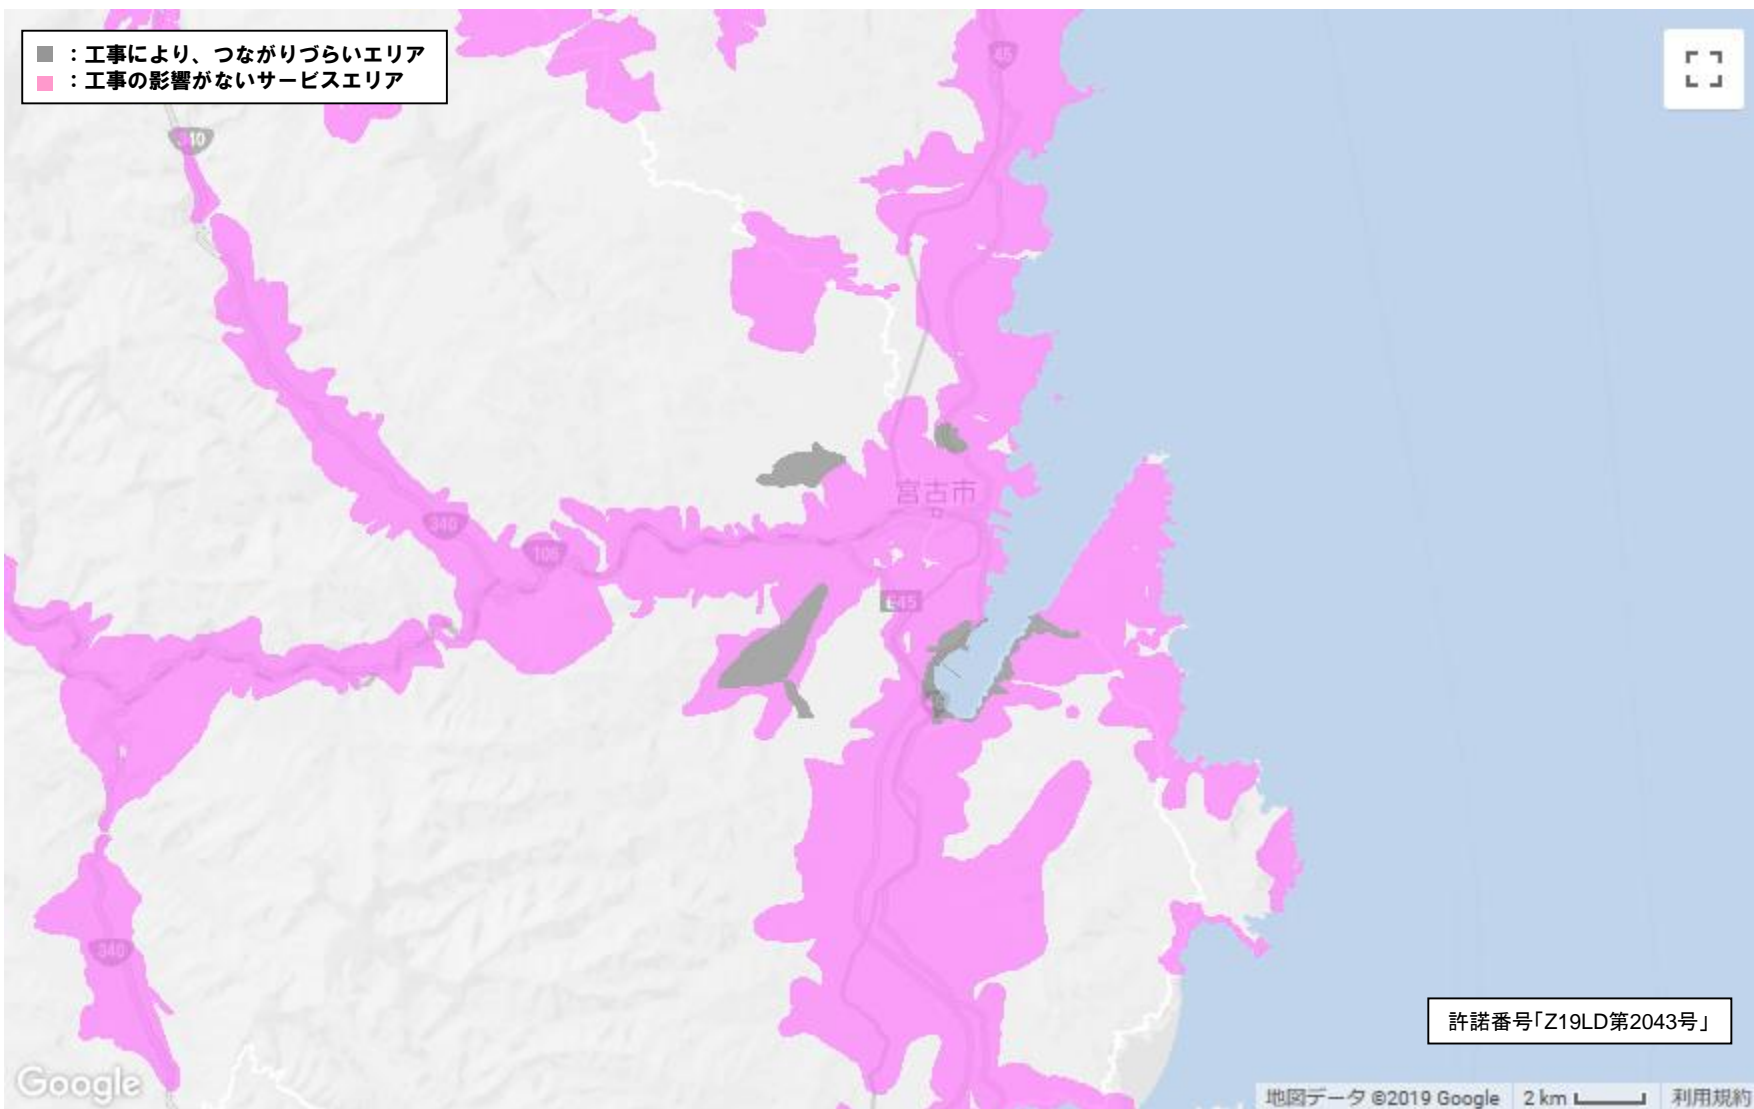 ：工事により、つながりづらいエリア
：工事の影響がないサービスエリア
45
340
宮古市
340
106
E45
340
許諾番号「Z19LD第2043号」
Google
地図データ ©2019 Google 2 km 利用規約